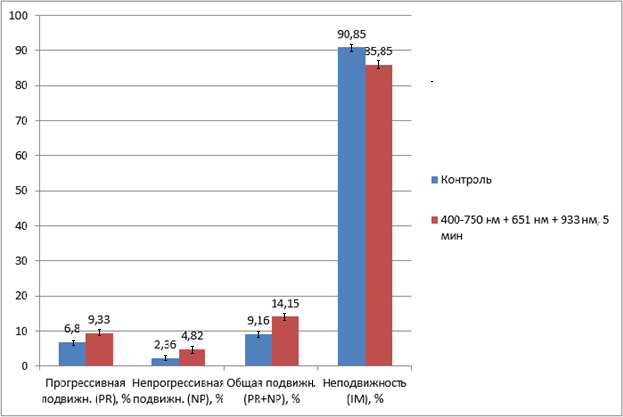 100
90
80
70
60
50
40
30
20
10
0
6,8
9,33
2,36
4,82
9,16
14,15
90,85
85,85
Прогрессивная
подвижн. (PR), %
Непрогрессивная
подвижн. (NP), %
Общая подвижн.
(PR+NP), %
Неподвижность
(IM), %
Контроль
400-750 нм + 651 нм + 933 нм, 5
мин